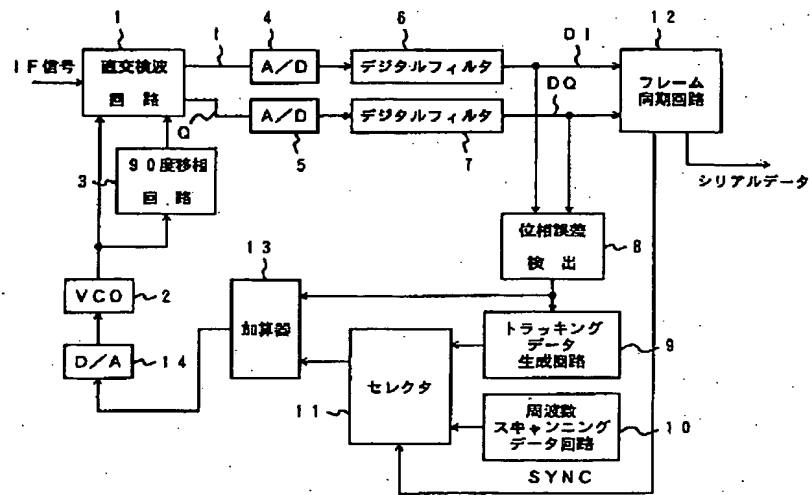 1
4
6
DI
12
IF信号
直交検波
回 路
I
A/D
デジタルフィルタ
フレーム
同期回路
Q
A/D
5
デジタルフィルタ
7
DQ
3
90度移相
回 路
シリアルデータ
位相誤差
検 出
8
13
VCO
2
加算器
トラッキング
データ
生成回路
9
D/A
14
セレクタ
11
周波数
スキャンニング
データ回路
10
SYNC